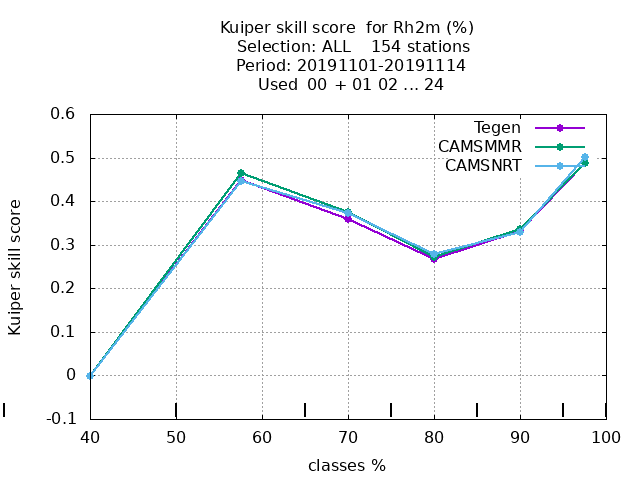 Kuiper skill score  for Rh2m (%)
Selection: ALL    154 stations
Period: 20191101-20191114
Used  00  + 01 02 ... 24
Tegen
CAMSMMR
CAMSNRT
Kuiper skill score
0.6
0.5
0.4
0.3
0.2
0.1
0
-0.1
40 50 60 70 80 90 100
classes %